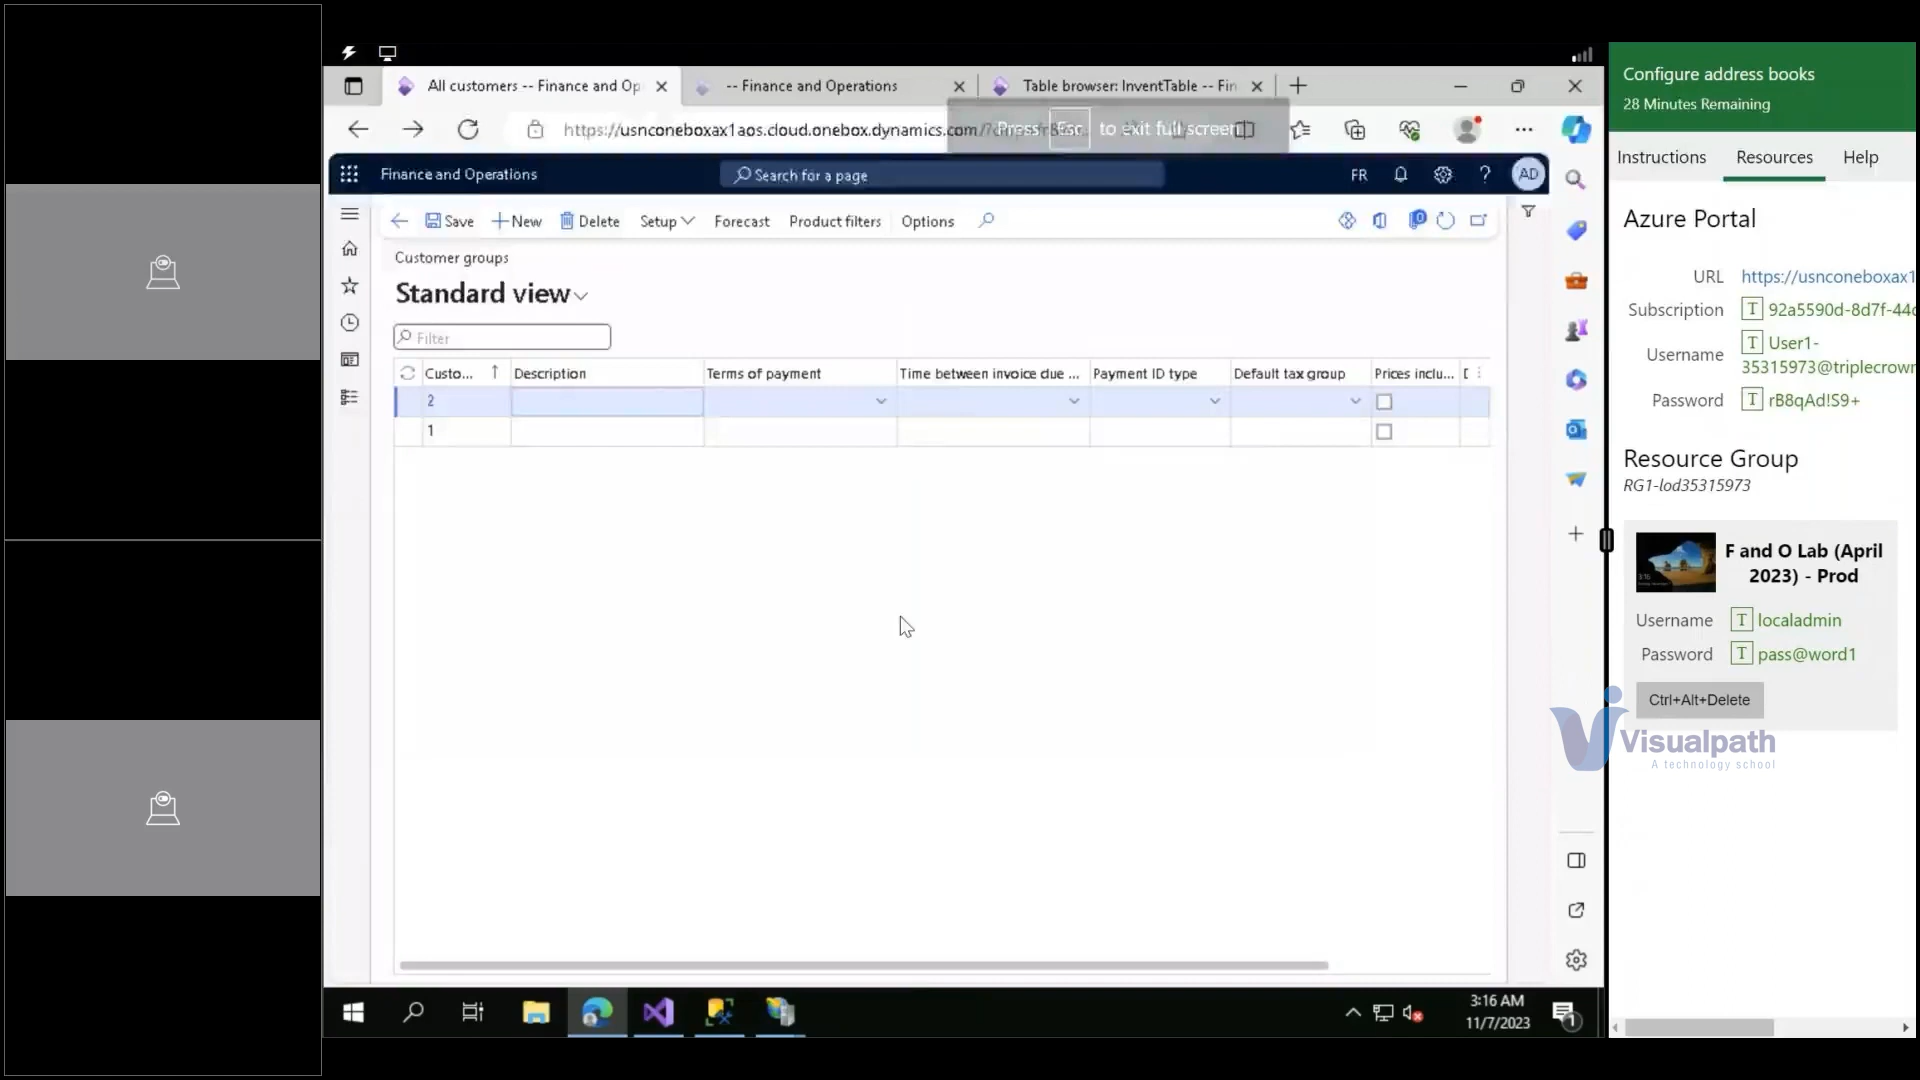 All customers -- Finance and Op
-- Finance and Operations
Table browser: InventTable -- Fin
https://usnconeboxax1aos.cloud.onebox.dynamics.com/?
Press Esc to exit full screen
Finance and Operations
Search for a page
FR
?
AD
Save
New
Delete
Setup
Forecast
Product filters
Options
Customer groups
Standard view
Filter
Custo...
Description
Terms of payment
Time between invoice due ...
Payment ID type
Default tax group
Prices inclu...
2
1
3:16 AM
11/7/2023
1
Configure address books
28 Minutes Remaining
Instructions
Resources
Help
Azure Portal
URL https://usnconeboxax1
Subscription T 92a5590d-8d7f-44
Username T User1-
35315973@triplecrown
Password T rB8qAd!S9+
Resource Group
RG1-lod35315973
F and O Lab (April
2023) - Prod
Username T localadmin
Password T pass@word1
Ctrl+Alt+Delete
Visualpath
A technology school